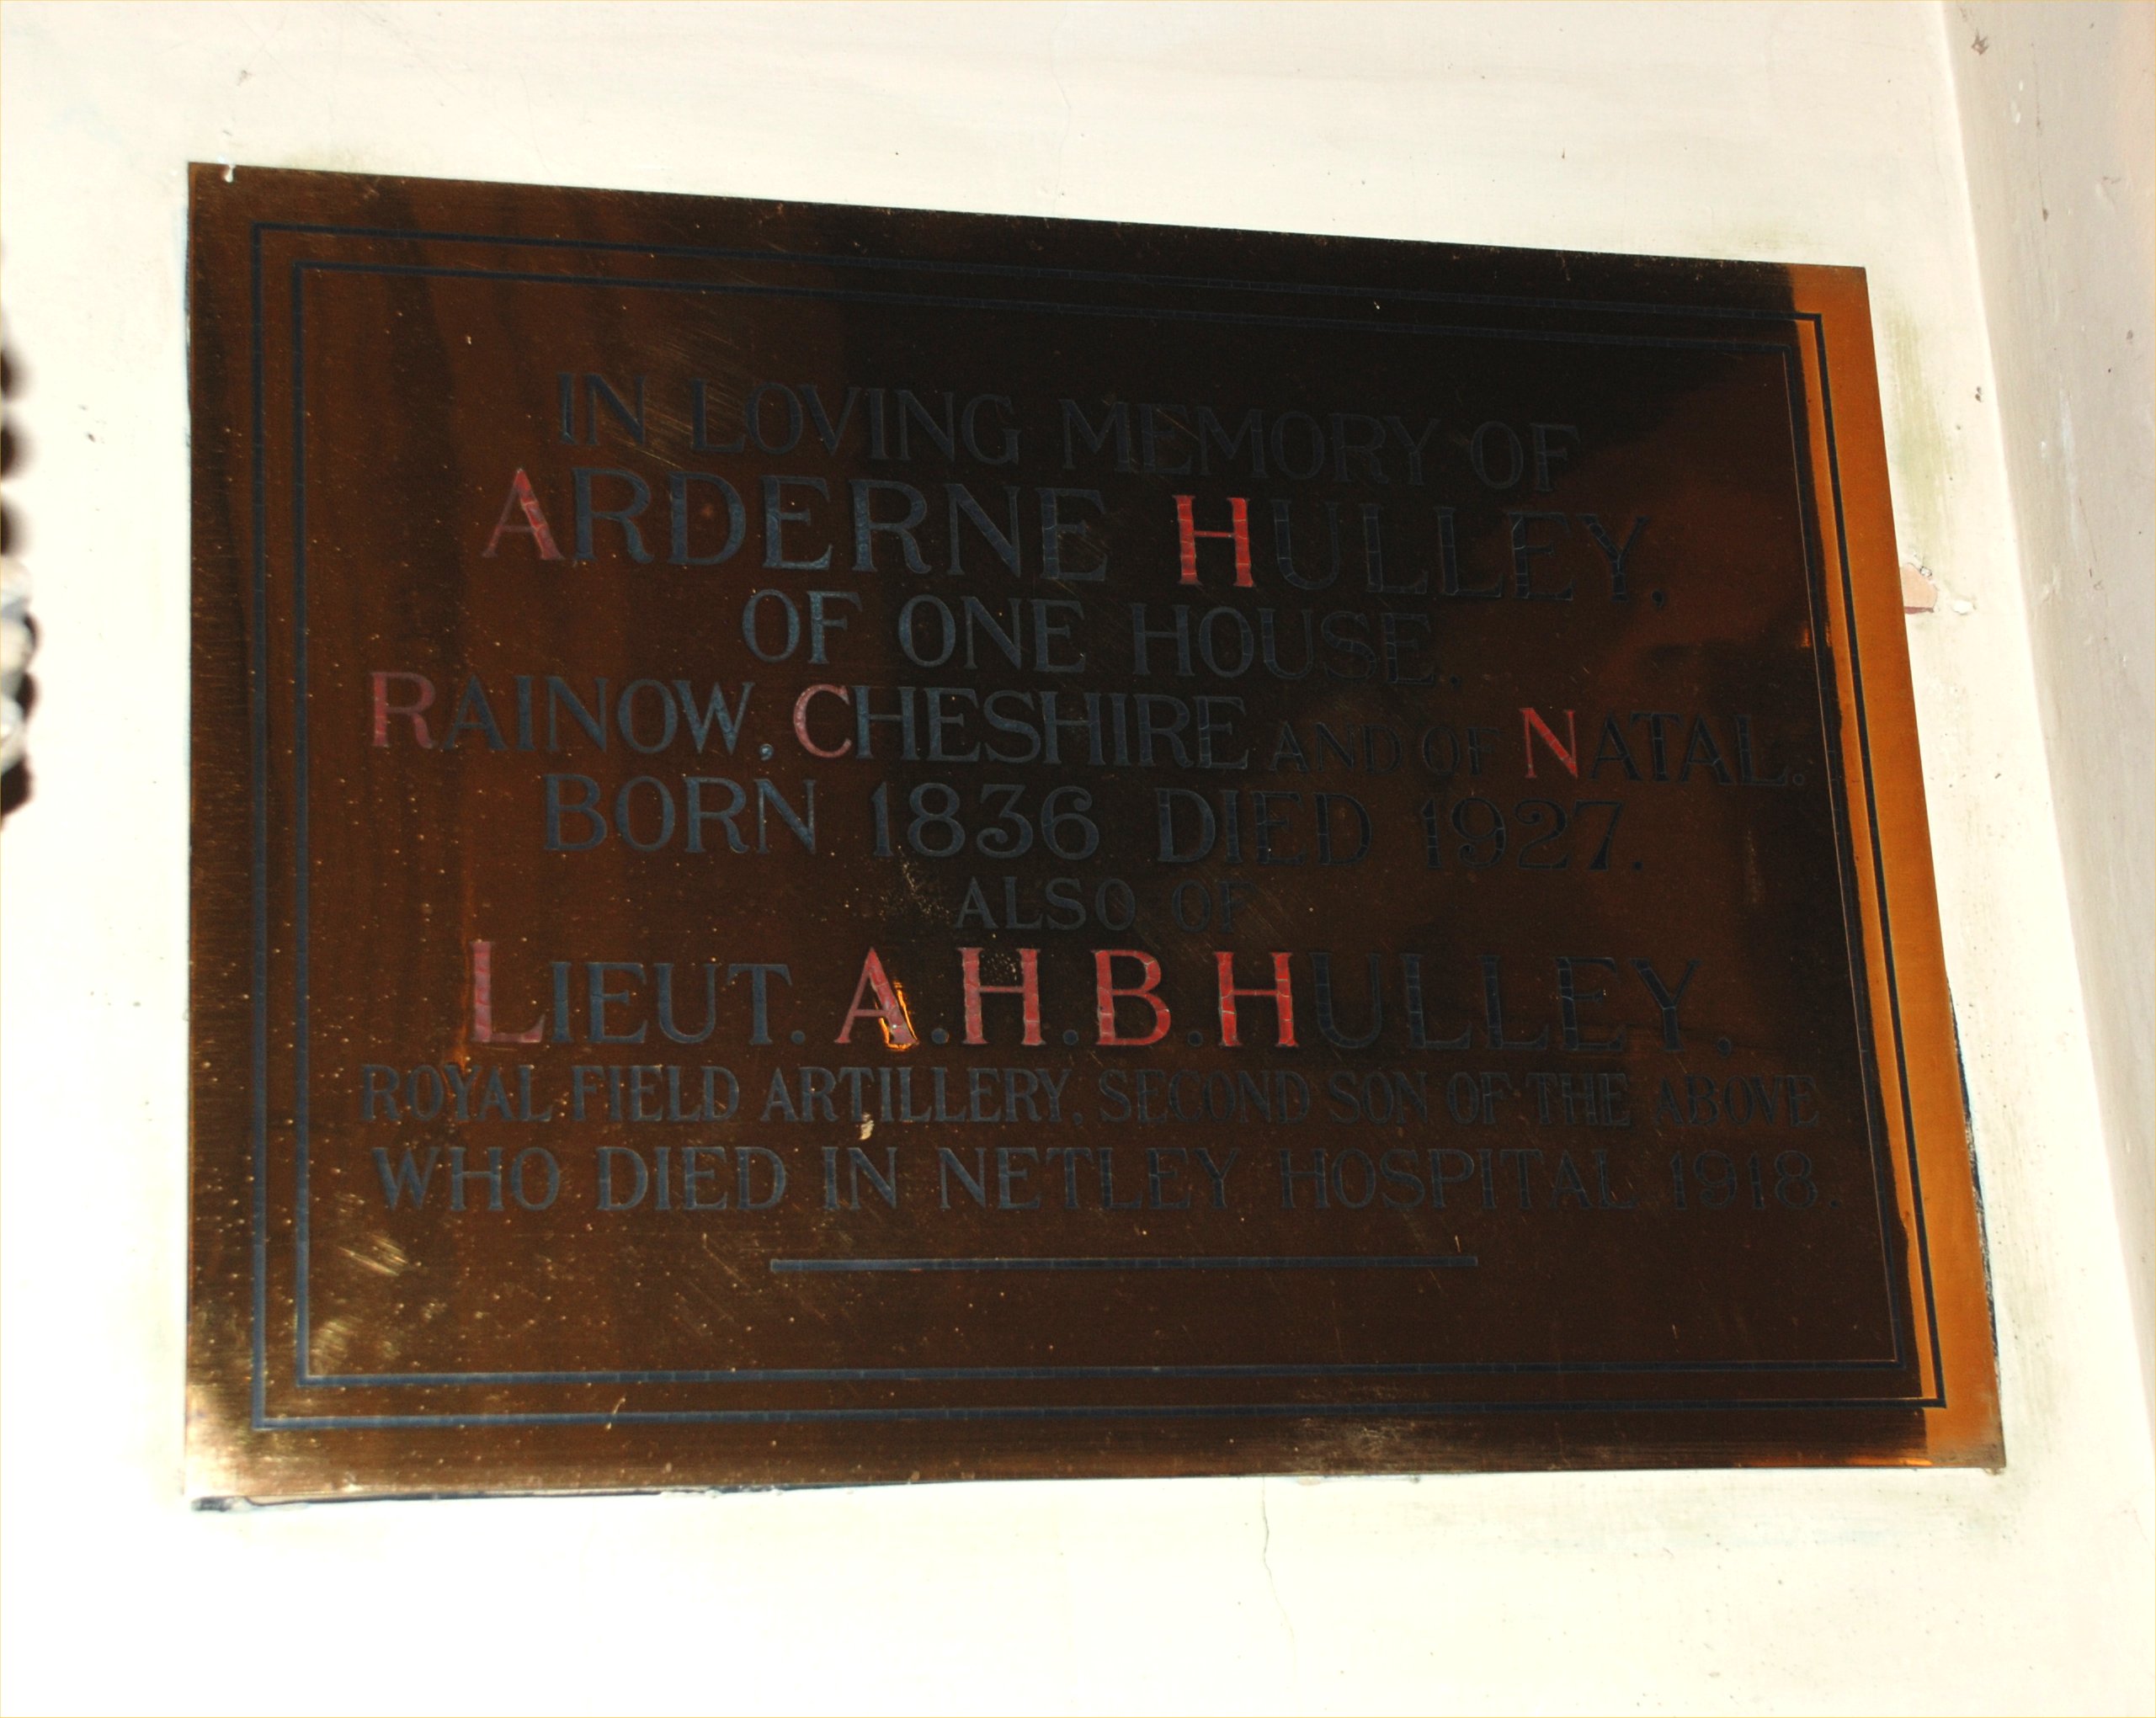 IN LOVING MEMORY OF
ARDERNE HULLEY,
OF ONE HOUSE,
RAINOW, CHESHIRE AND OF NATAL.
BORN 1836 DIED 1927.
ALSO OF
LIEUT. A.H.B.HULLEY,
ROYAL FIELD ARTILLERY, SECOND SON OF THE ABOVE
WHO DIED IN NETLEY HOSPITAL 1918.